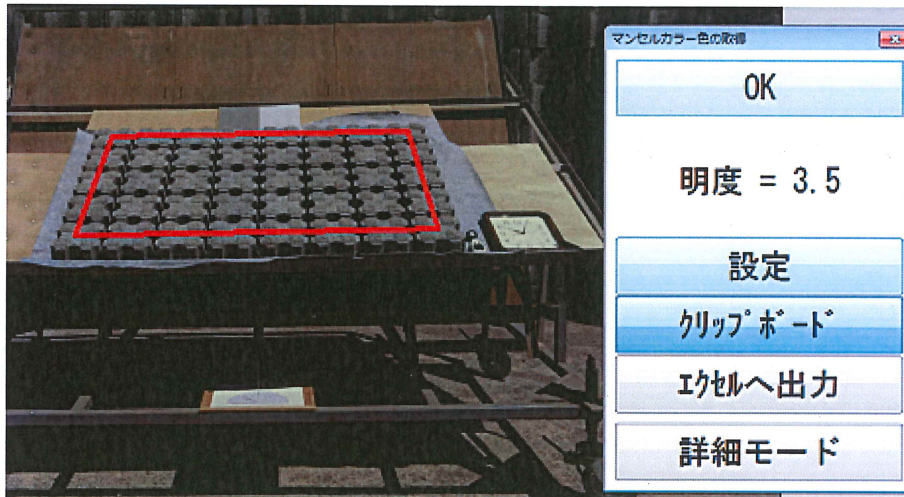 マンセルカラー色の取得
OK
明度 = 3.5
設定
クリップボード
エクセルへ出力
詳細モード